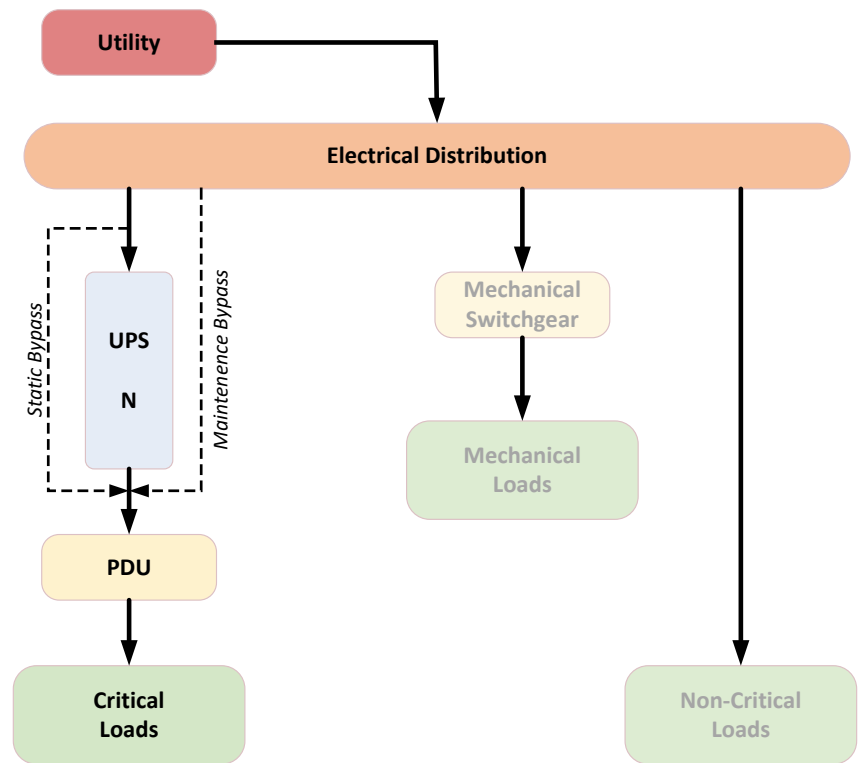 Utility
Electrical Distribution
Static Bypass
UPS
N
Maintenence Bypass
Mechanical
Switchgear
Mechanical
Loads
PDU
Critical
Loads
Non-Critical
Loads